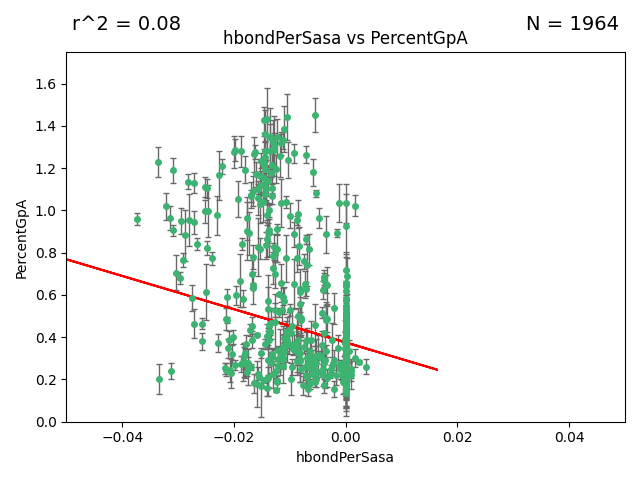 r^2 = 0.08
N = 1964
hbondPerSasa vs PercentGpA
1.6
1.4
1.2
1.0
0.8
0.6
0.4
0.2
0.0
PercentGpA
−0.04
−0.02
0.00
0.02
0.04
hbondPerSasa